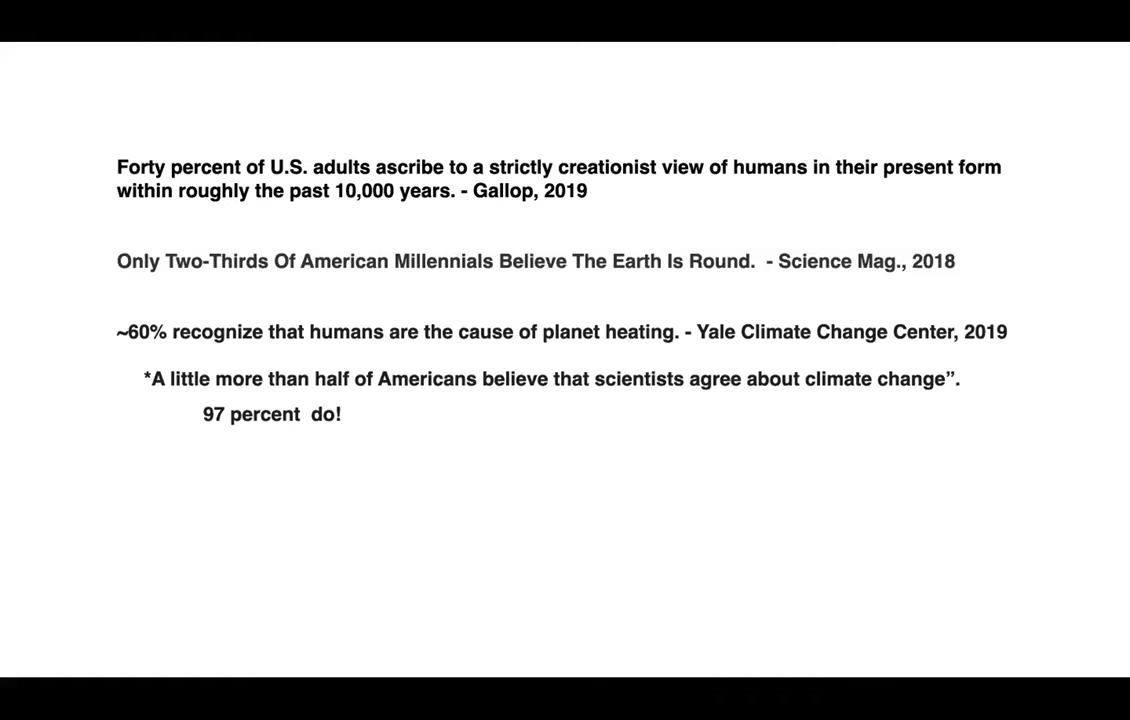 Forty percent of U.S. adults ascribe to a strictly creationist view of humans in their present form
within roughly the past 10,000 years. - Gallop, 2019
Only Two-Thirds Of American Millennials Believe The Earth Is Round.  - Science Mag., 2018
~60% recognize that humans are the cause of planet heating. - Yale Climate Change Center, 2019
*A little more than half of Americans believe that scientists agree about climate change”.
97 percent  do!